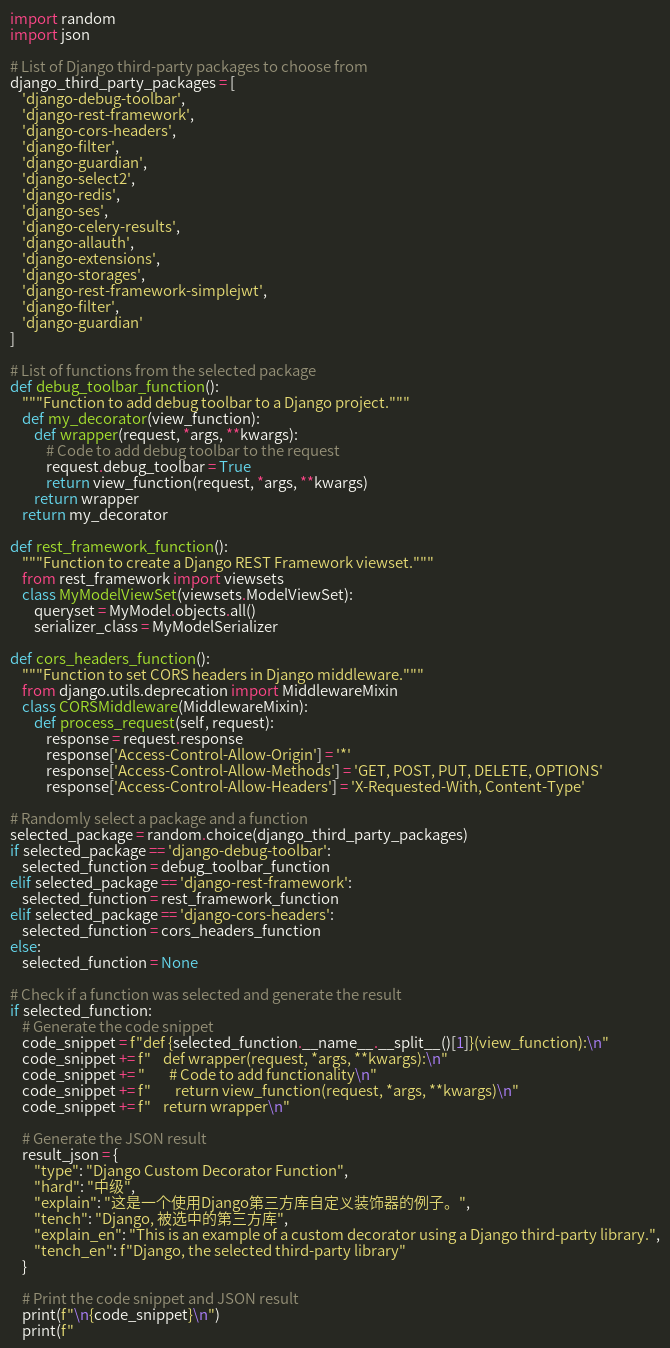 import random
import json

# List of Django third-party packages to choose from
django_third_party_packages = [
    'django-debug-toolbar',
    'django-rest-framework',
    'django-cors-headers',
    'django-filter',
    'django-guardian',
    'django-select2',
    'django-redis',
    'django-ses',
    'django-celery-results',
    'django-allauth',
    'django-extensions',
    'django-storages',
    'django-rest-framework-simplejwt',
    'django-filter',
    'django-guardian'
]

# List of functions from the selected package
def debug_toolbar_function():
    """Function to add debug toolbar to a Django project."""
    def my_decorator(view_function):
        def wrapper(request, *args, **kwargs):
            # Code to add debug toolbar to the request
            request.debug_toolbar = True
            return view_function(request, *args, **kwargs)
        return wrapper
    return my_decorator

def rest_framework_function():
    """Function to create a Django REST Framework viewset."""
    from rest_framework import viewsets
    class MyModelViewSet(viewsets.ModelViewSet):
        queryset = MyModel.objects.all()
        serializer_class = MyModelSerializer

def cors_headers_function():
    """Function to set CORS headers in Django middleware."""
    from django.utils.deprecation import MiddlewareMixin
    class CORSMiddleware(MiddlewareMixin):
        def process_request(self, request):
            response = request.response
            response['Access-Control-Allow-Origin'] = '*'
            response['Access-Control-Allow-Methods'] = 'GET, POST, PUT, DELETE, OPTIONS'
            response['Access-Control-Allow-Headers'] = 'X-Requested-With, Content-Type'

# Randomly select a package and a function
selected_package = random.choice(django_third_party_packages)
if selected_package == 'django-debug-toolbar':
    selected_function = debug_toolbar_function
elif selected_package == 'django-rest-framework':
    selected_function = rest_framework_function
elif selected_package == 'django-cors-headers':
    selected_function = cors_headers_function
else:
    selected_function = None

# Check if a function was selected and generate the result
if selected_function:
    # Generate the code snippet
    code_snippet = f"def {selected_function.__name__.__split__()[1]}(view_function):\n"
    code_snippet += f"    def wrapper(request, *args, **kwargs):\n"
    code_snippet += "        # Code to add functionality\n"
    code_snippet += f"        return view_function(request, *args, **kwargs)\n"
    code_snippet += f"    return wrapper\n"

    # Generate the JSON result
    result_json = {
        "type": "Django Custom Decorator Function",
        "hard": "中级",
        "explain": "这是一个使用Django第三方库自定义装饰器的例子。",
        "tench": "Django, 被选中的第三方库",
        "explain_en": "This is an example of a custom decorator using a Django third-party library.",
        "tench_en": f"Django, the selected third-party library"
    }

    # Print the code snippet and JSON result
    print(f"\n{code_snippet}\n")
    print(f"